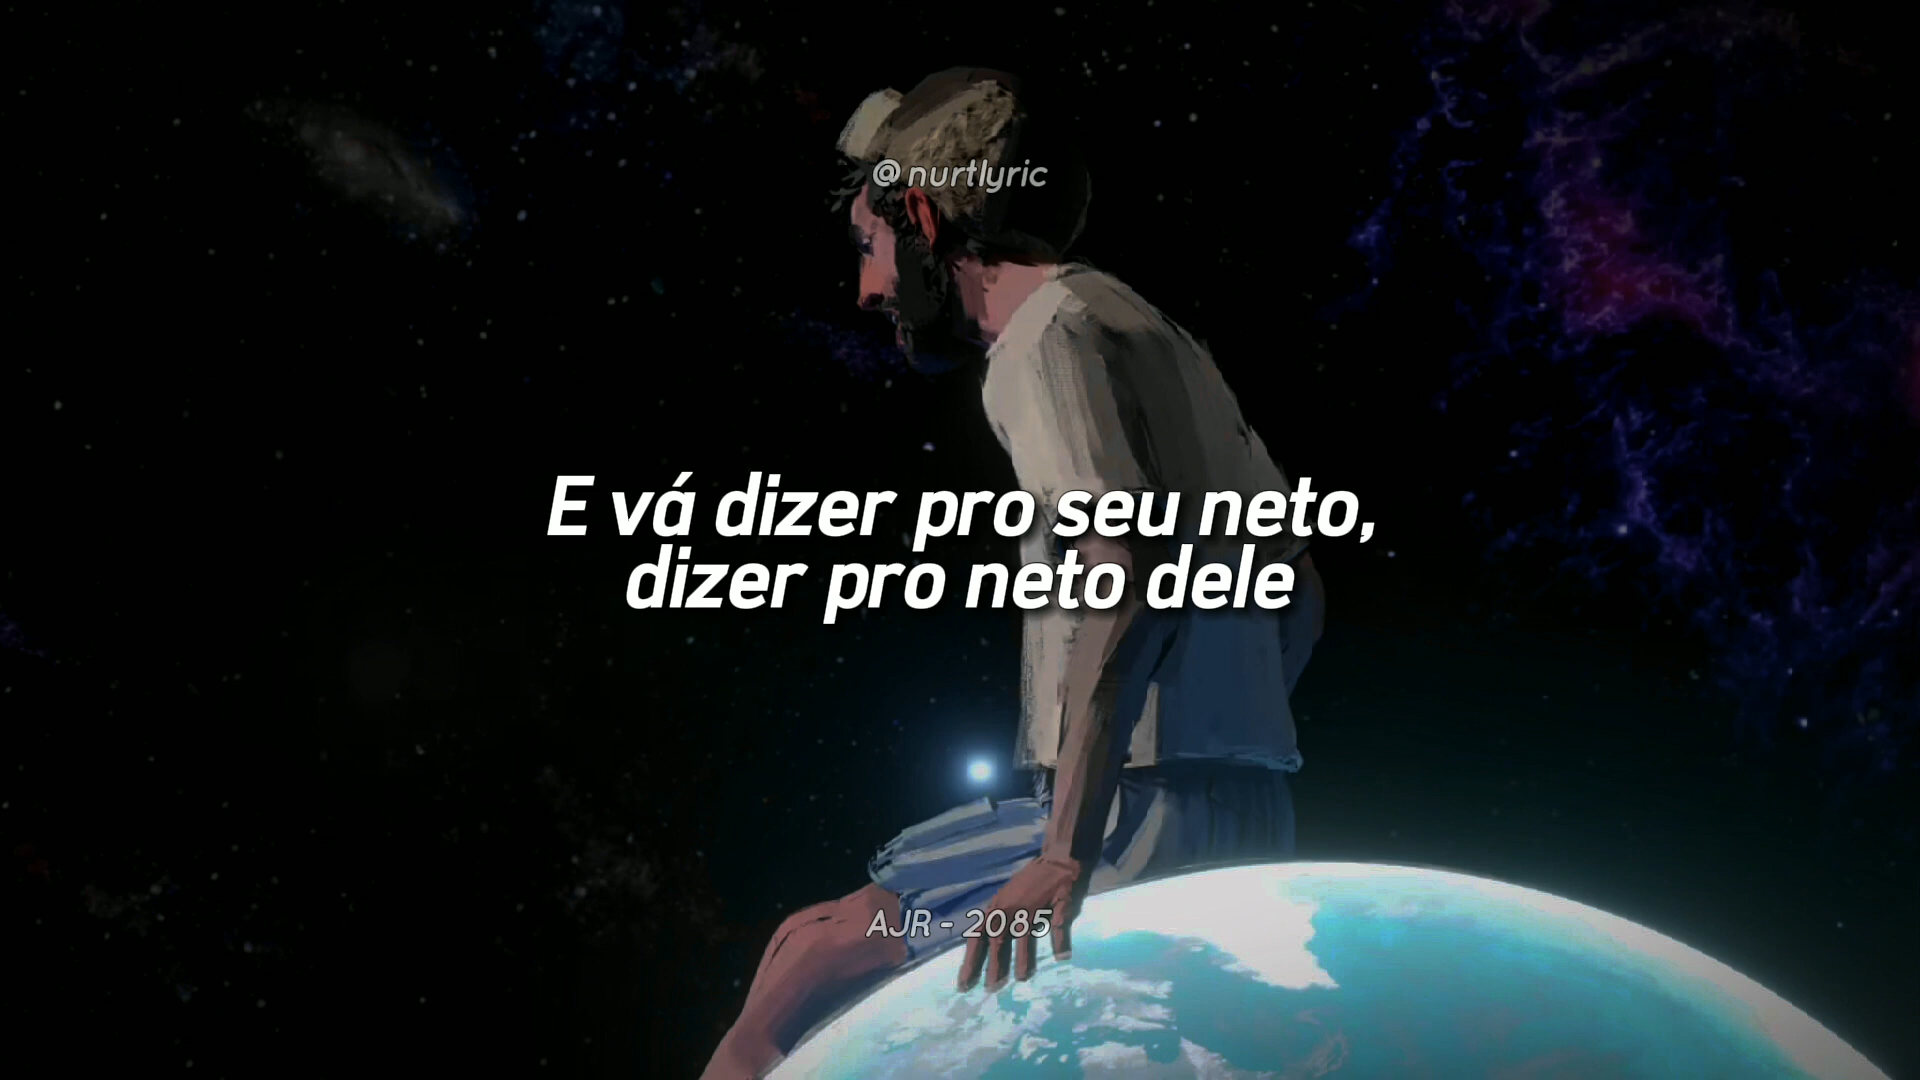 @nurtlyric
E vá dizer pro seu neto,
dizer pro neto dele
AJR - 2085